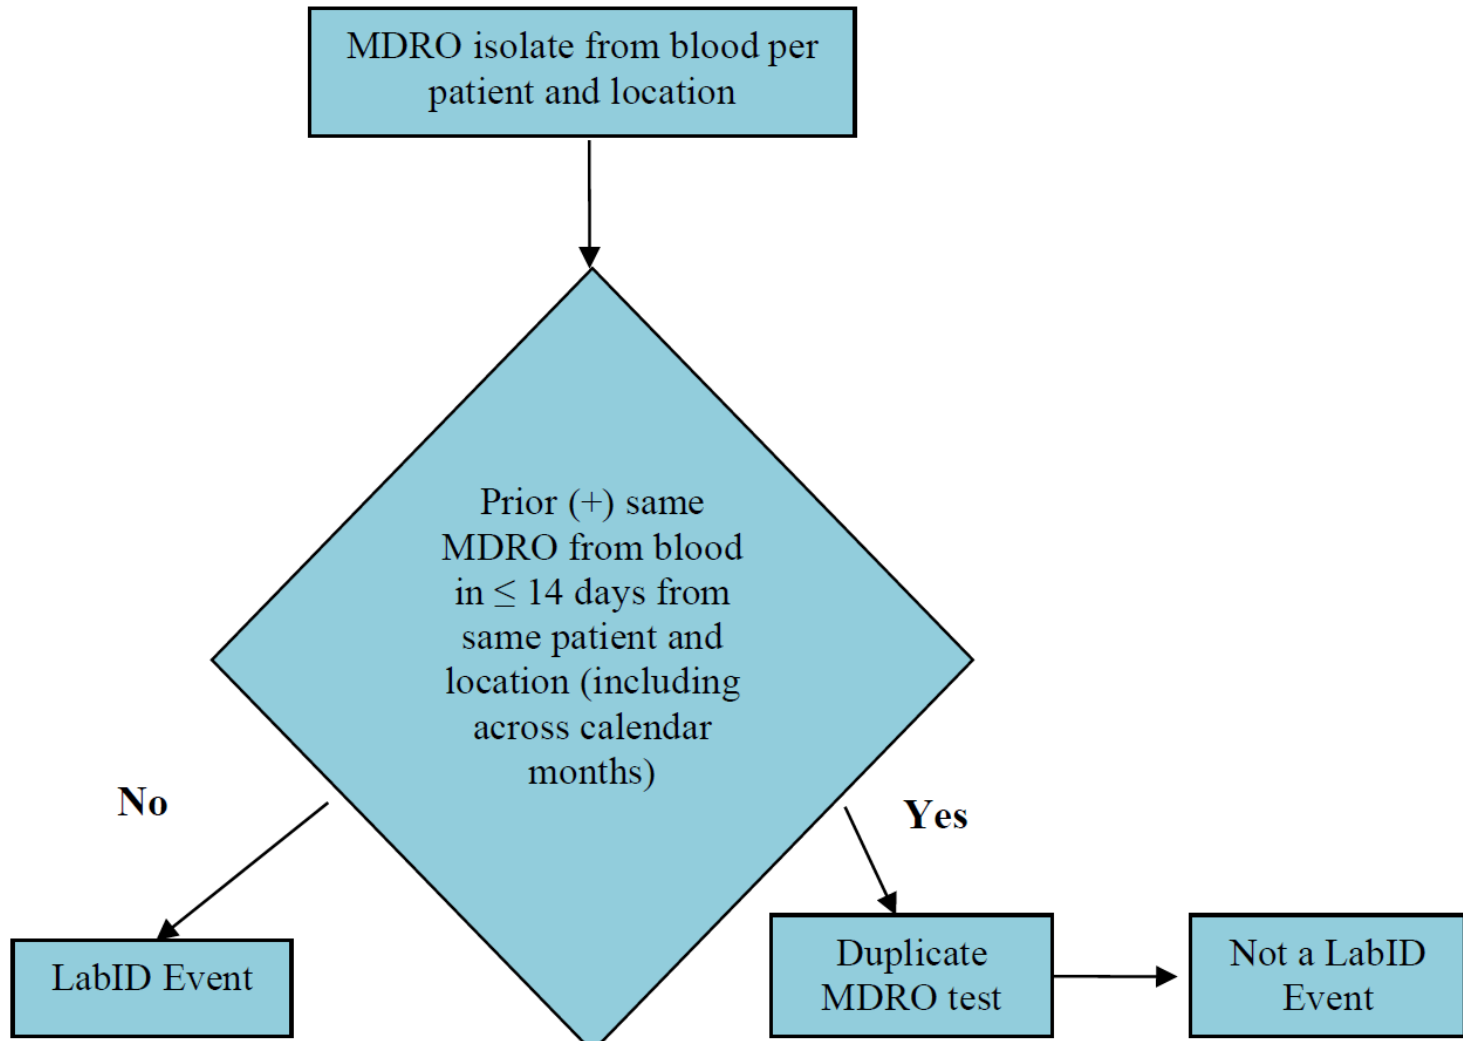 MDRO isolate from blood per
patient and location
Prior (+) same
MDRO from blood
in ≤ 14 days from
same patient and
location (including
across calendar
months)
No
Yes
LabID Event
Duplicate
MDRO test
Not a LabID
Event